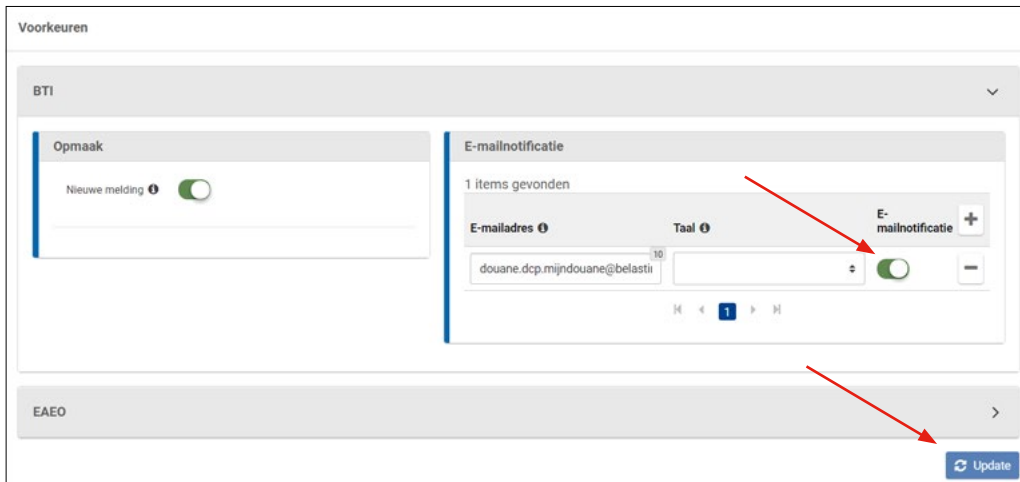 Voorkeuren
BTI
Opmaak
Nieuwe melding
E-mailnotificatie
1 items gevonden
E-mailadres
Taal
E-
mailnotificatie
10
douane.dcp.mijndouane@belasti
1
EAEO
Update